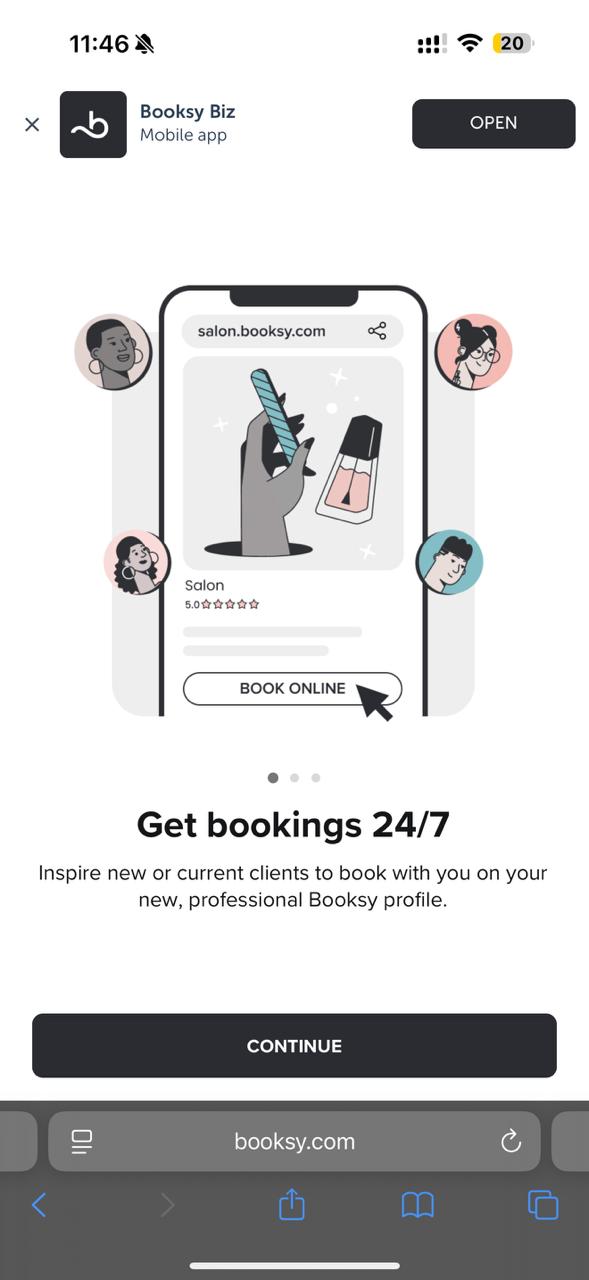 11:46
20
Booksy Biz
Mobile app
OPEN
salon.booksy.com
Salon
5.0
BOOK ONLINE
Get bookings 24/7
Inspire new or current clients to book with you on your
new, professional Booksy profile.
CONTINUE
booksy.com